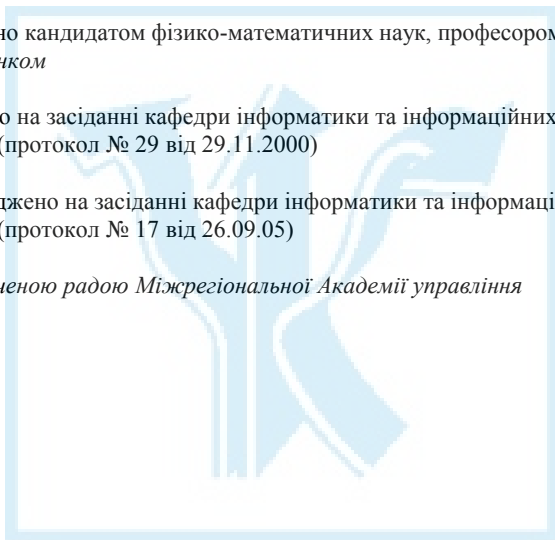 но кандидатом фізико-математичних наук, професором
нком
о на засіданні кафедри інформатики та інформаційних
(протокол № 29 від 29.11.2000)
джено на засіданні кафедри інформатики та інформаці
(протокол № 17 від 26.09.05)
ченою радою Міжрегіональної Академії управління